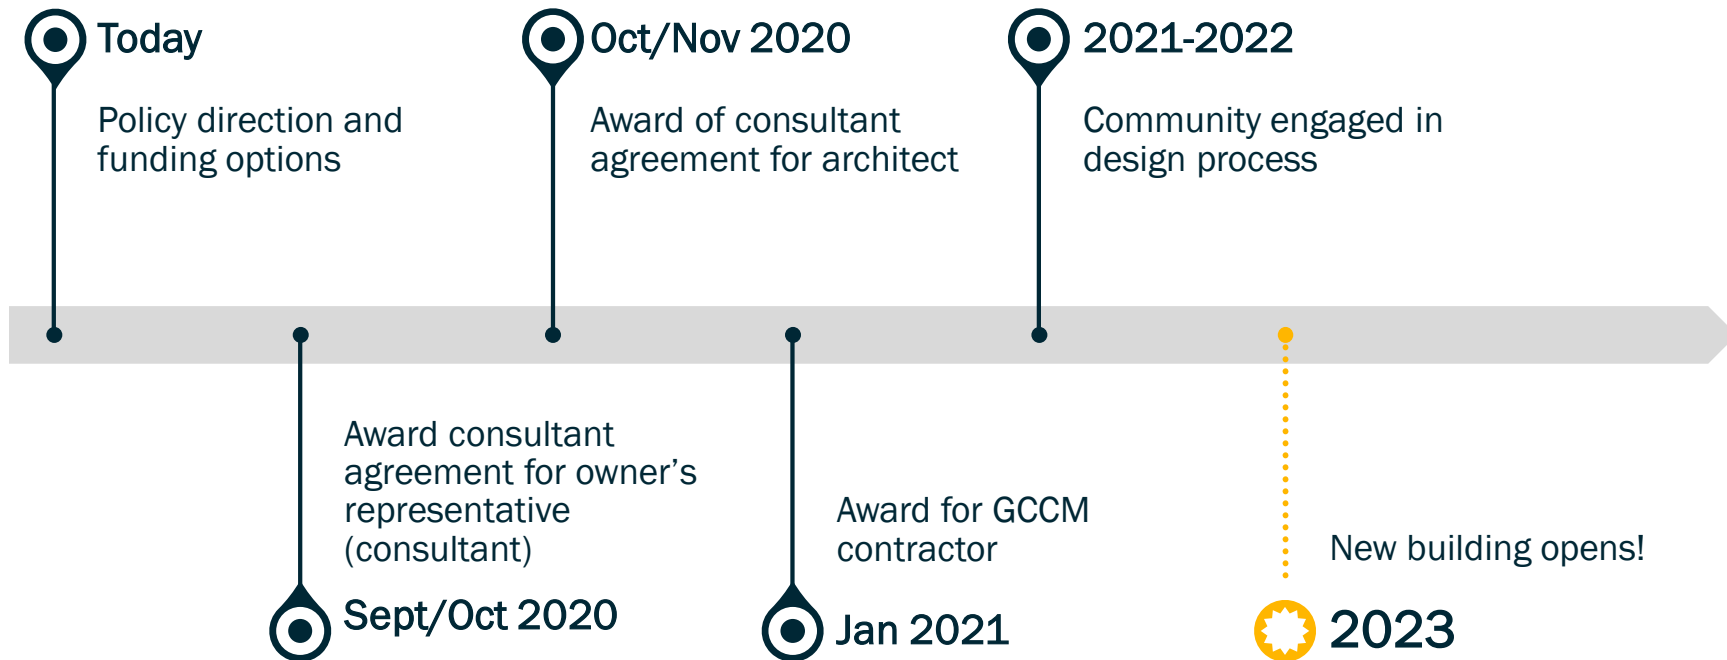 Today
Policy direction and
funding options
Oct/Nov 2020
Award of consultant
agreement for architect
2021-2022
Community engaged in
design process
Award consultant
agreement for owner’s
representative
(consultant)
Sept/Oct 2020
Award for GCCM
contractor
Jan 2021
New building opens!
2023